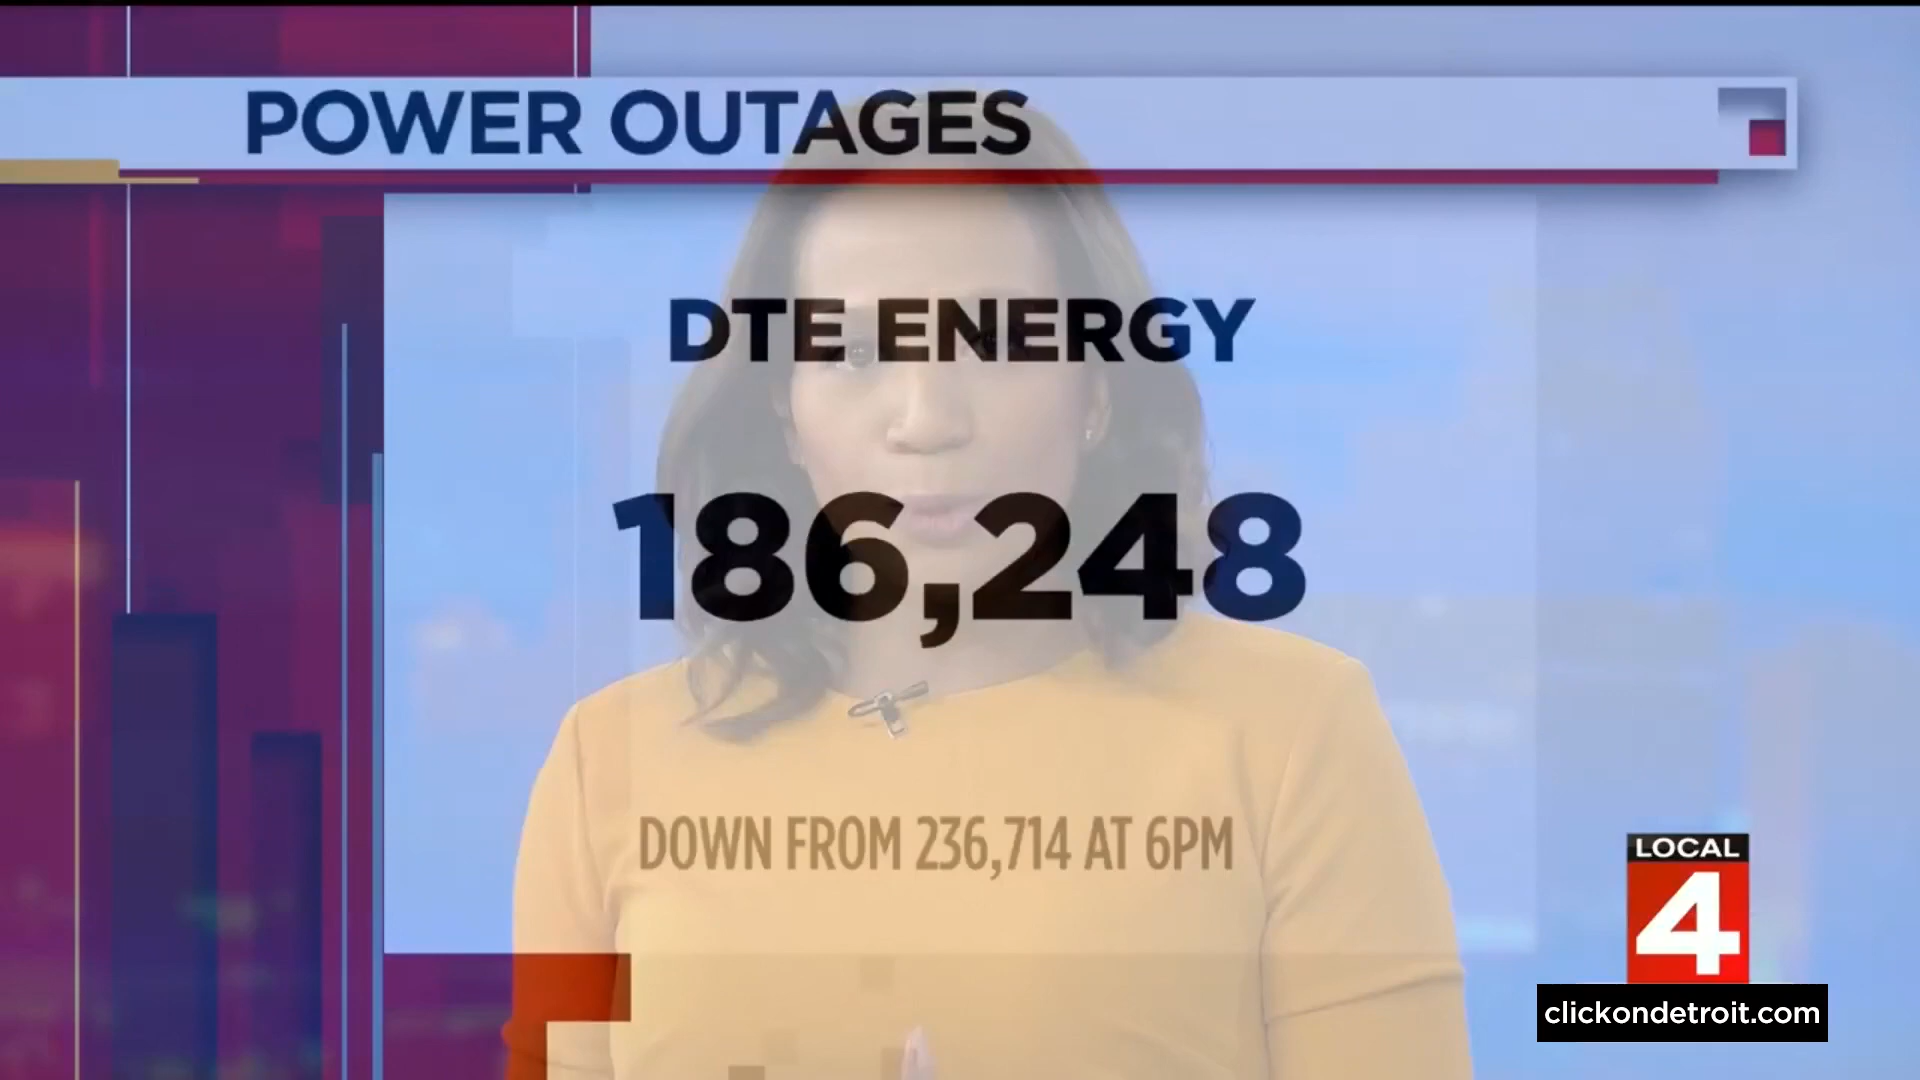 POWER OUTAGES
DTE ENERGY
186,248
DOWN FROM 236,714 AT 6PM
LOCAL
4
clickondetroit.com